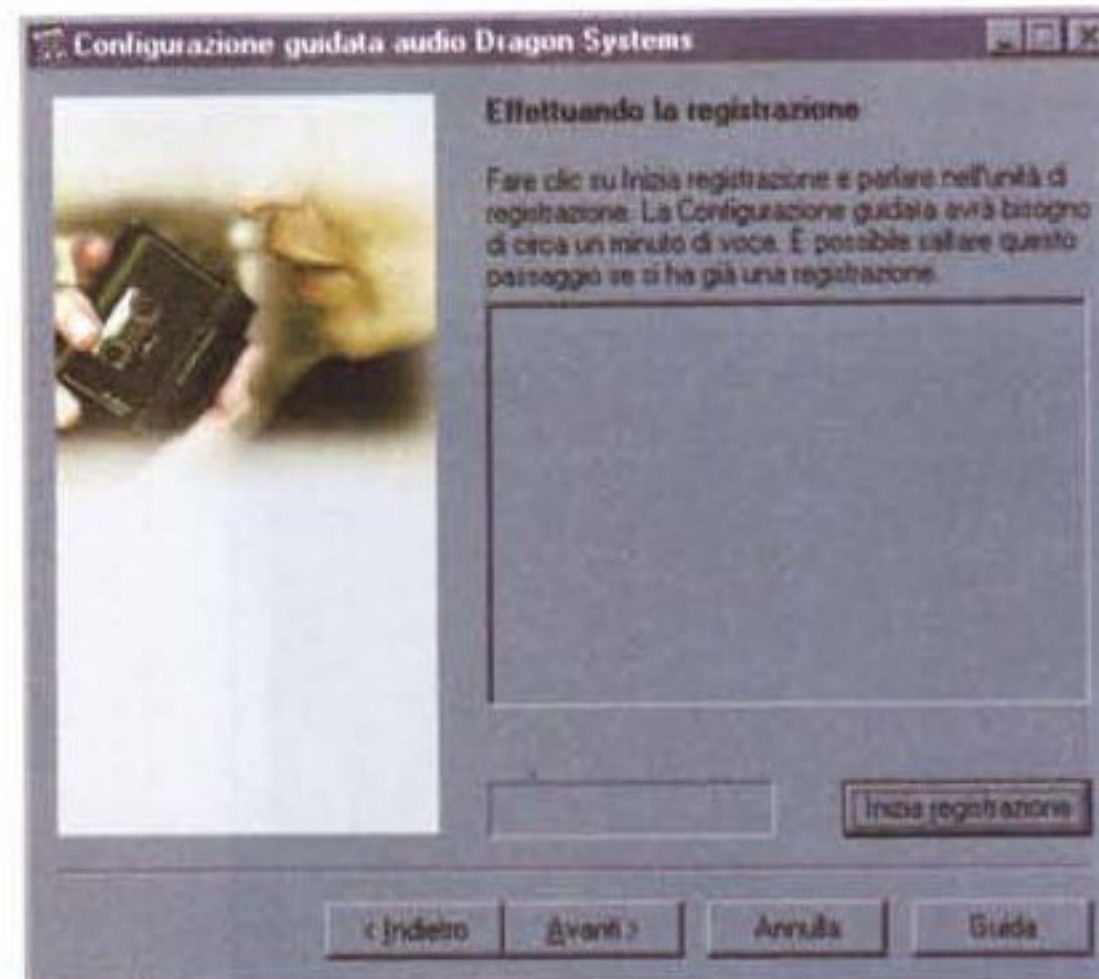 Configurazione guidata audio Dragon Systems
Effettuando la registrazione
Fare clic su Inizia registrazione e parlare nell'unità di
registrazione. La Configurazione guidata avrà bisogno
di circa un minuto di voce. È possibile saltare questo
passaggio se si ha già una registrazione.
Inizia registrazione
< Indietro
Avanti >
Annulla
Guida